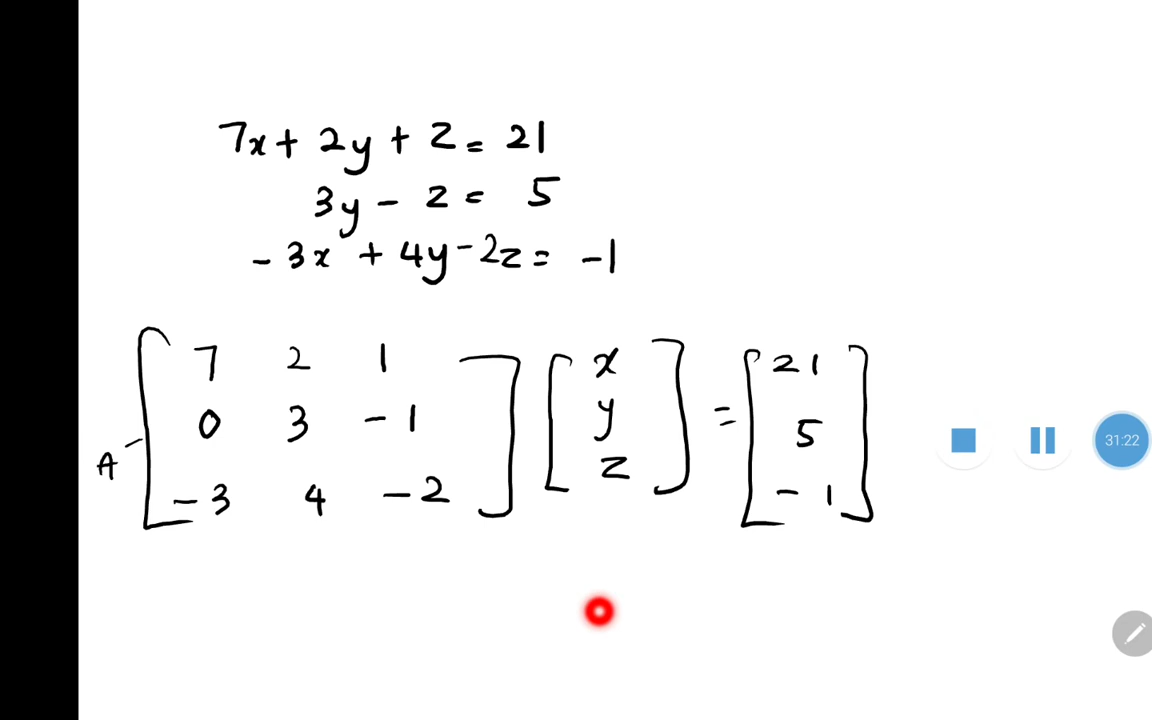 7x + 2y + z = 21
3y - z = 5
-3x + 4y - 2z = -1
7 2 1 x 21
0 3 -1 y = 5 31:22
A
-3 4 -2 z -1